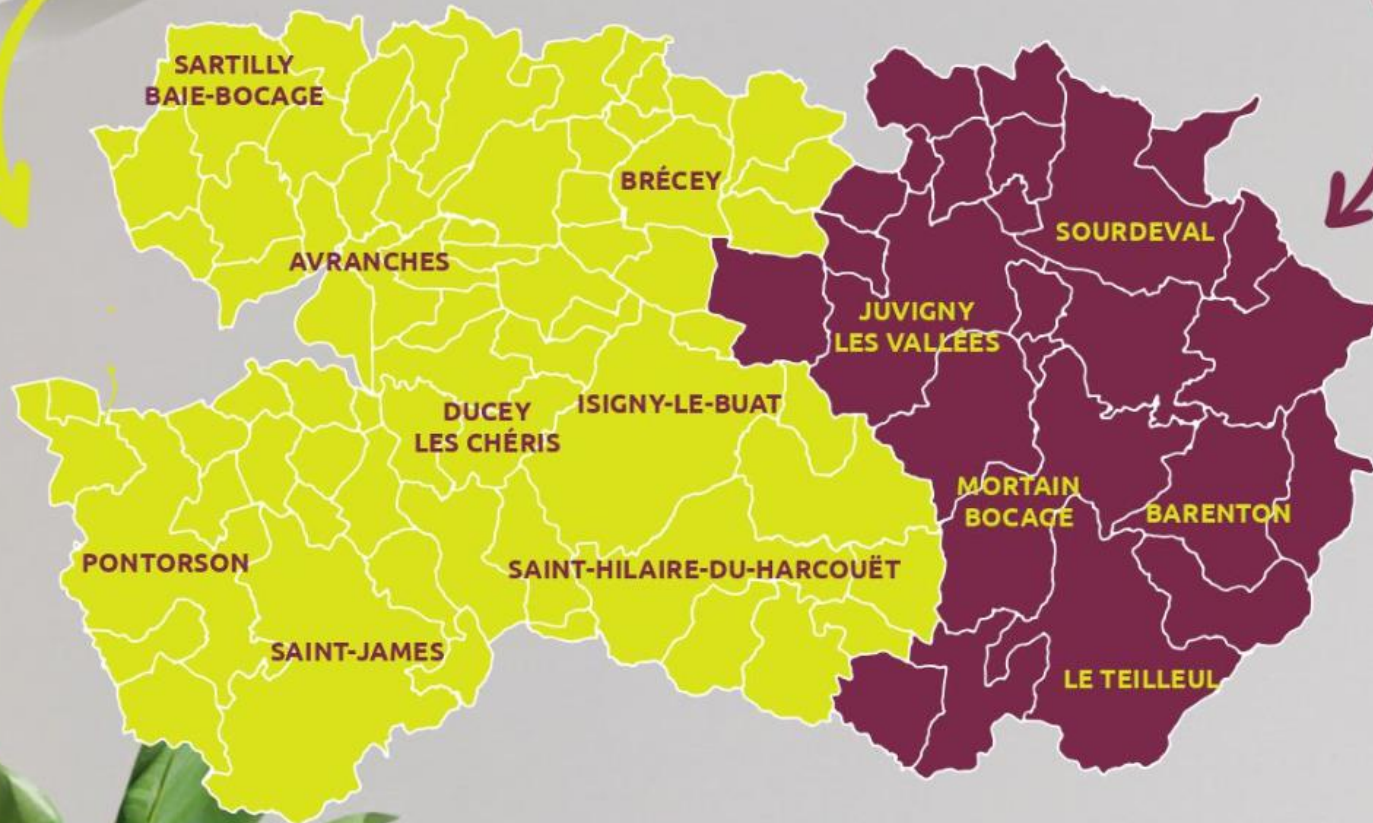 SARTILLY
BAIE-BOCAGE
BRÉCEY
SOURDEVAL
AVRANCHES
JUVIGNY
LES VALLÉES
DUCEY
LES CHÉRIS
ISIGNY-LE-BUAT
MORTAIN
BOCAGE
BARENTON
PONTORSON
SAINT-HILAIRE-DU-HARCOUËT
SAINT-JAMES
LE TEILLEUL